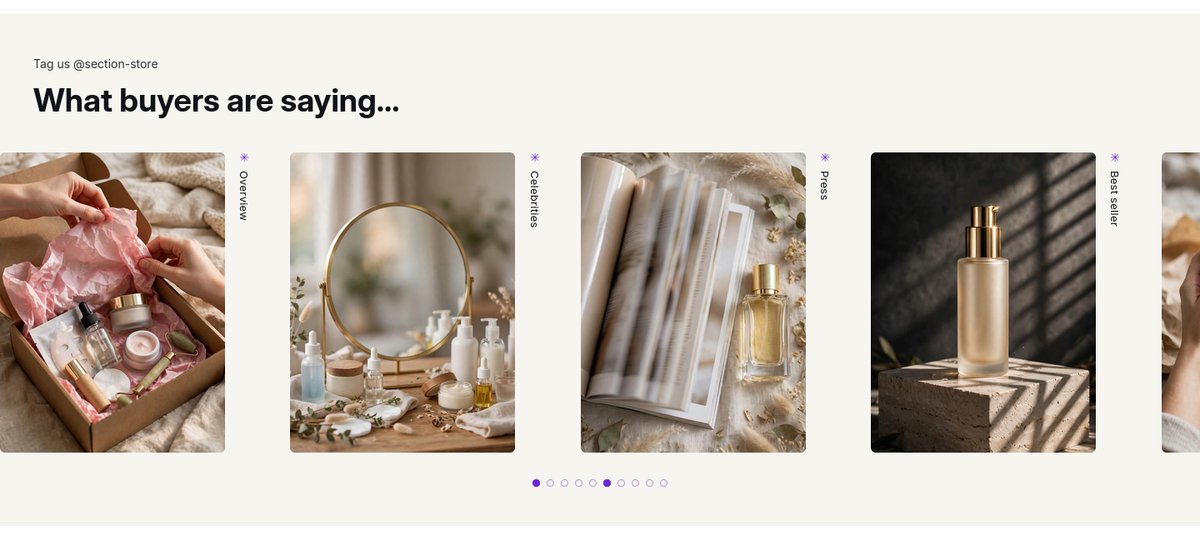 Tag us @section-store
What buyers are saying...
Overview
Celebrities
Press
Best seller